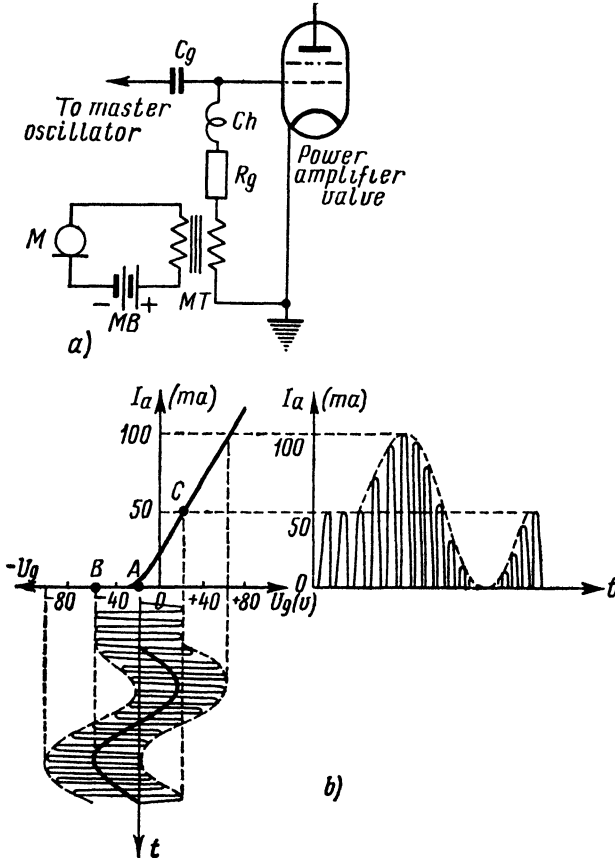 Cg
To master
oscillator
Ch
Rg
Power
amplifier
valve
M
MT
- MB +
a)
Ia (ma)
Ia (ma)
100
100
C
50
50
-Ug
B
A
-80
-40
0
+40
+80
Ug(v)
0
t
t
b)